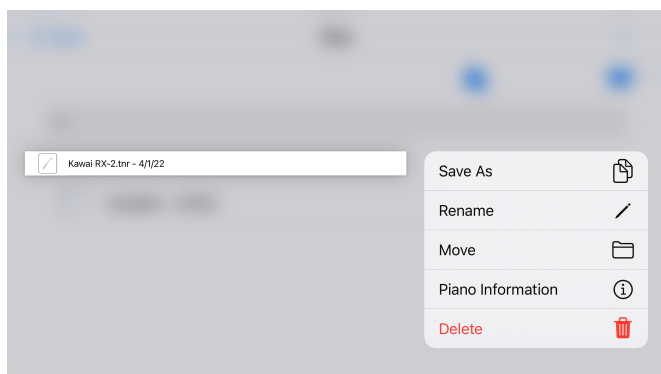 Kawai RX-2.tnr - 4/1/22
Save As
Rename
Move
Piano Information
Delete